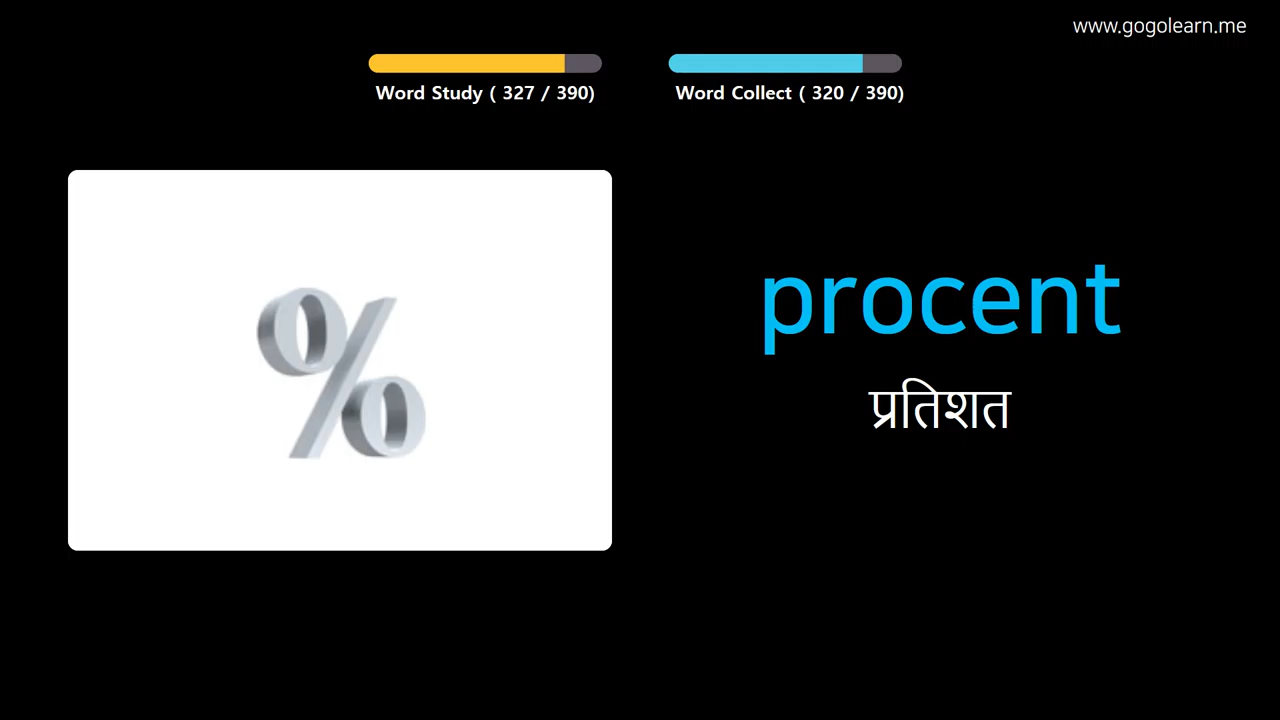 www.gogolearn.me
Word Study ( 327 / 390)
Word Collect ( 320 / 390)
%
procent
प्रतिशत